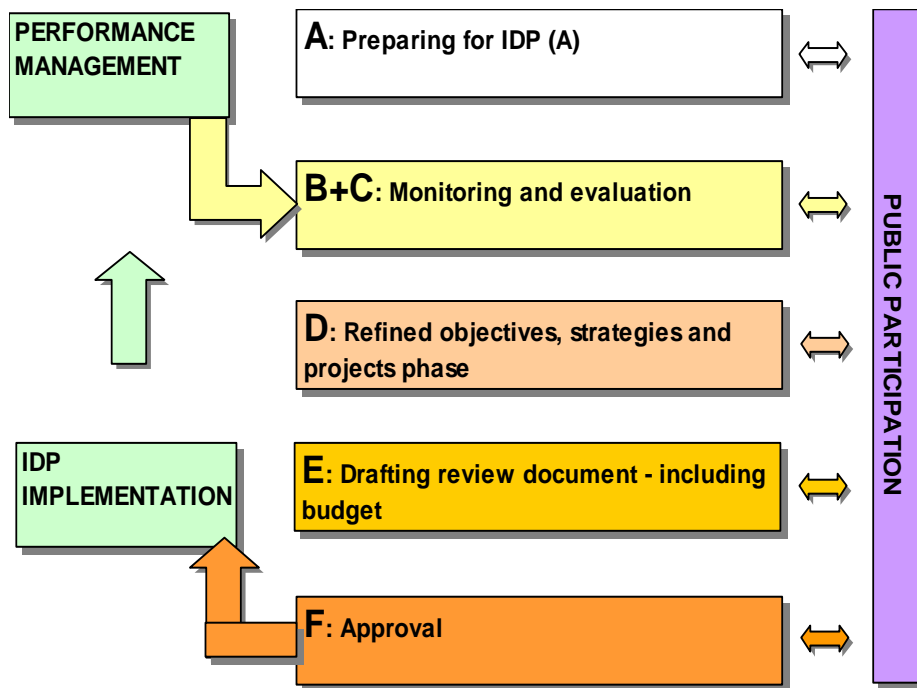 PERFORMANCE
MANAGEMENT
A: Preparing for IDP (A)
B+C: Monitoring and evaluation
D: Refined objectives, strategies and
projects phase
IDP
IMPLEMENTATION
E: Drafting review document - including
budget
F: Approval
PUBLIC PARTICIPATION